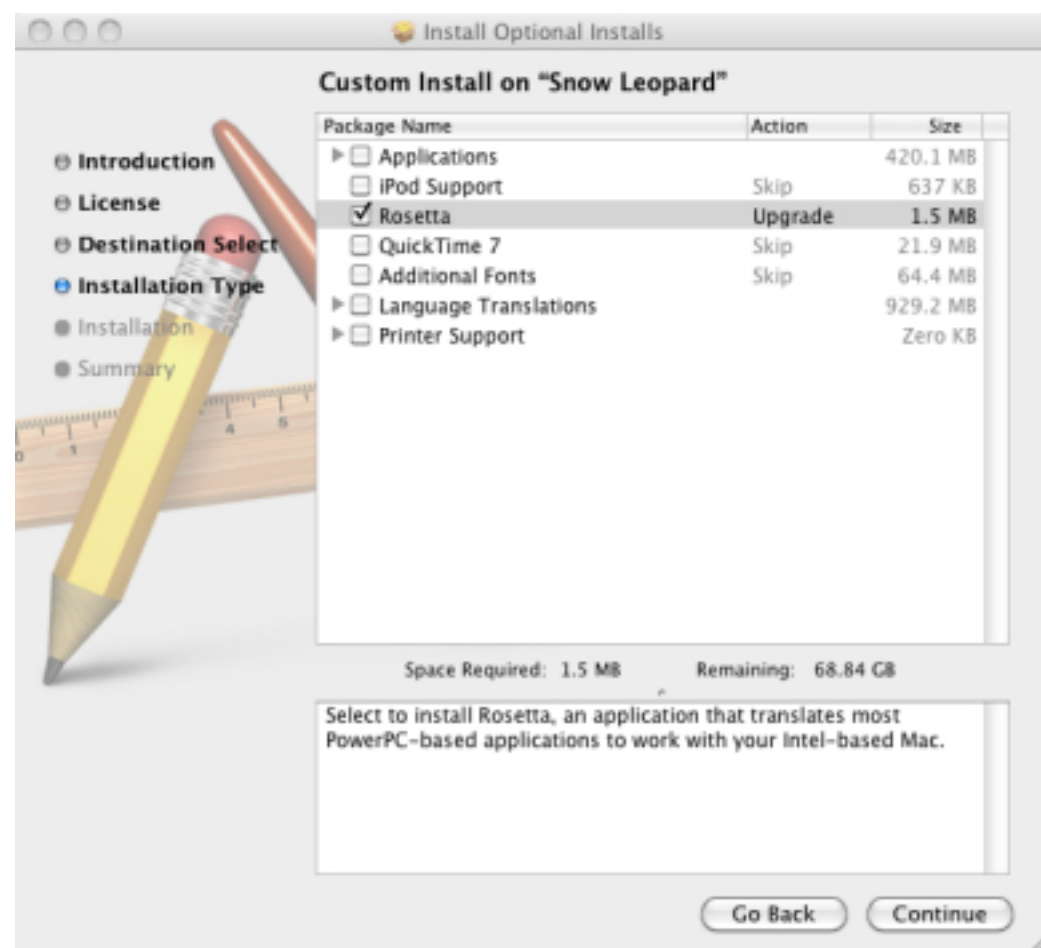 Install Optional Installs
Custom Install on “Snow Leopard”
Introduction
License
Destination Select
Installation Type
Installation
Summary
Package Name Action Size
Applications 420.1 MB
iPod Support Skip 637 KB
Rosetta Upgrade 1.5 MB
QuickTime 7 Skip 21.9 MB
Additional Fonts Skip 64.4 MB
Language Translations 929.2 MB
Printer Support Zero KB
0 1 4 5
Space Required: 1.5 MB Remaining: 68.84 GB
Select to install Rosetta, an application that translates most
PowerPC-based applications to work with your Intel-based Mac.
Go Back Continue